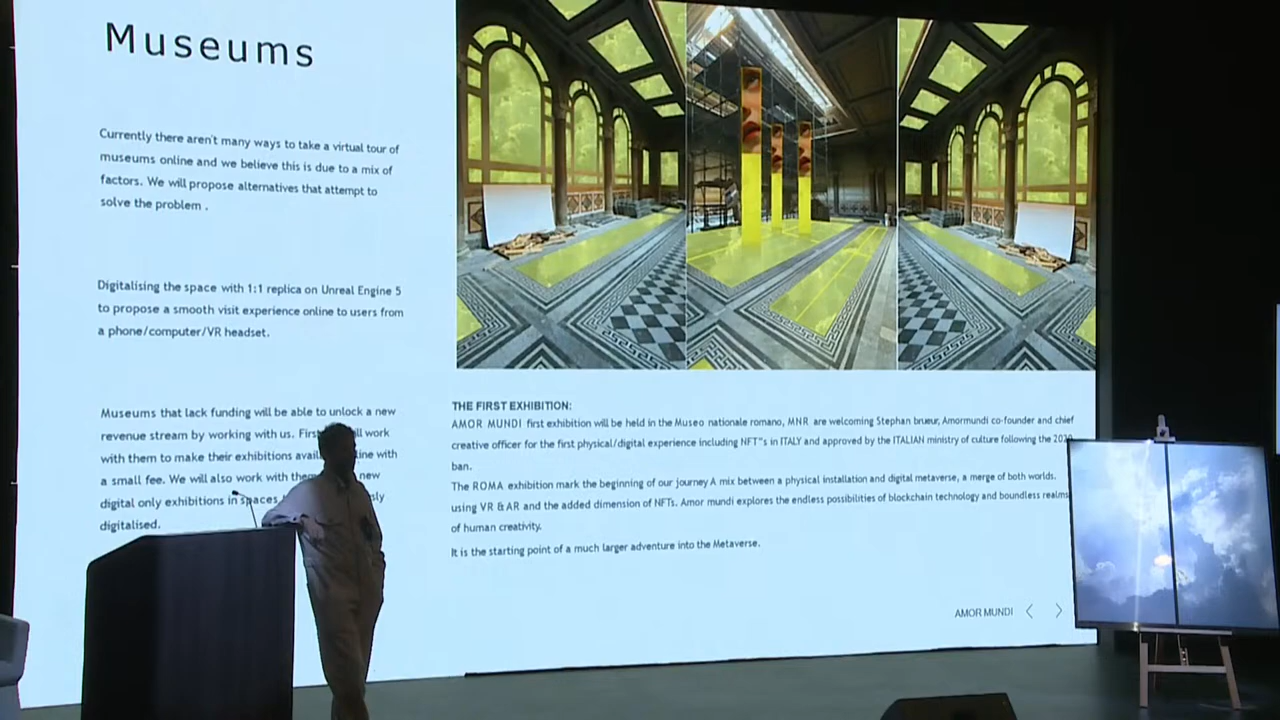 Museums
Currently there aren't many ways to take a virtual tour of
museums online and we believe this is due to a mix of
factors. We will propose alternatives that attempt to
solve the problem .
Digitalising the space with 1:1 replica on Unreal Engine 5
to propose a smooth visit experience online to users from
a phone/computer/VR headset.
Museums that lack funding will be able to unlock a new
revenue stream by working with us. work
with them to make their exhibitions with
a small fee. We will also work with new
digital only exhibitions in spaces
digitalised.
THE FIRST EXHIBITION:
AMOR MUNDI first exhibition will be held in the Museo nationale romano, MNR are welcoming Stephan brueur, Amormundi co-founder and chief
creative officer for the first physical/digital experience including NFT"s in ITALY and approved by the ITALIAN ministry of culture following the
ban.
The ROMA exhibition mark the beginning of our journey A mix between a physical installation and digital metaverse, a merge of both worlds.
using VR & AR and the added dimension of NFTs. Amor mundi explores the endless possibilities of blockchain technology and boundless realms
of human creativity.
It is the starting point of a much larger adventure into the Metaverse.
AMOR MUNDI